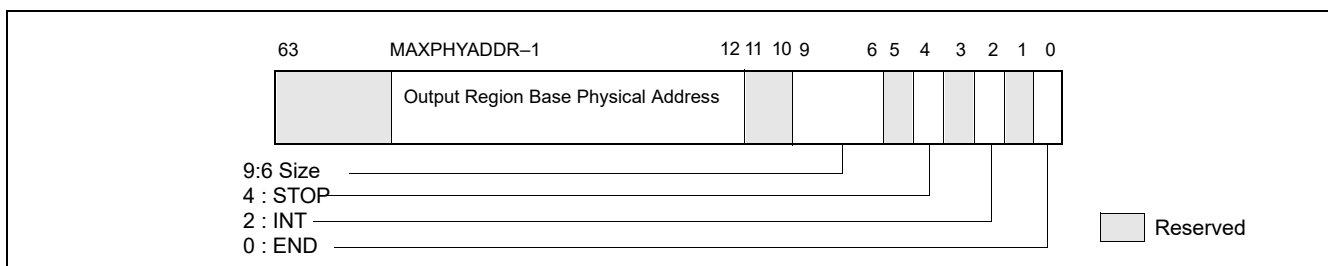 63 MAXPHYADDR–1 12 11 10 9 6 5 4 3 2 1 0
Output Region Base Physical Address
9:6 Size
4 : STOP
2 : INT
0 : END
Reserved